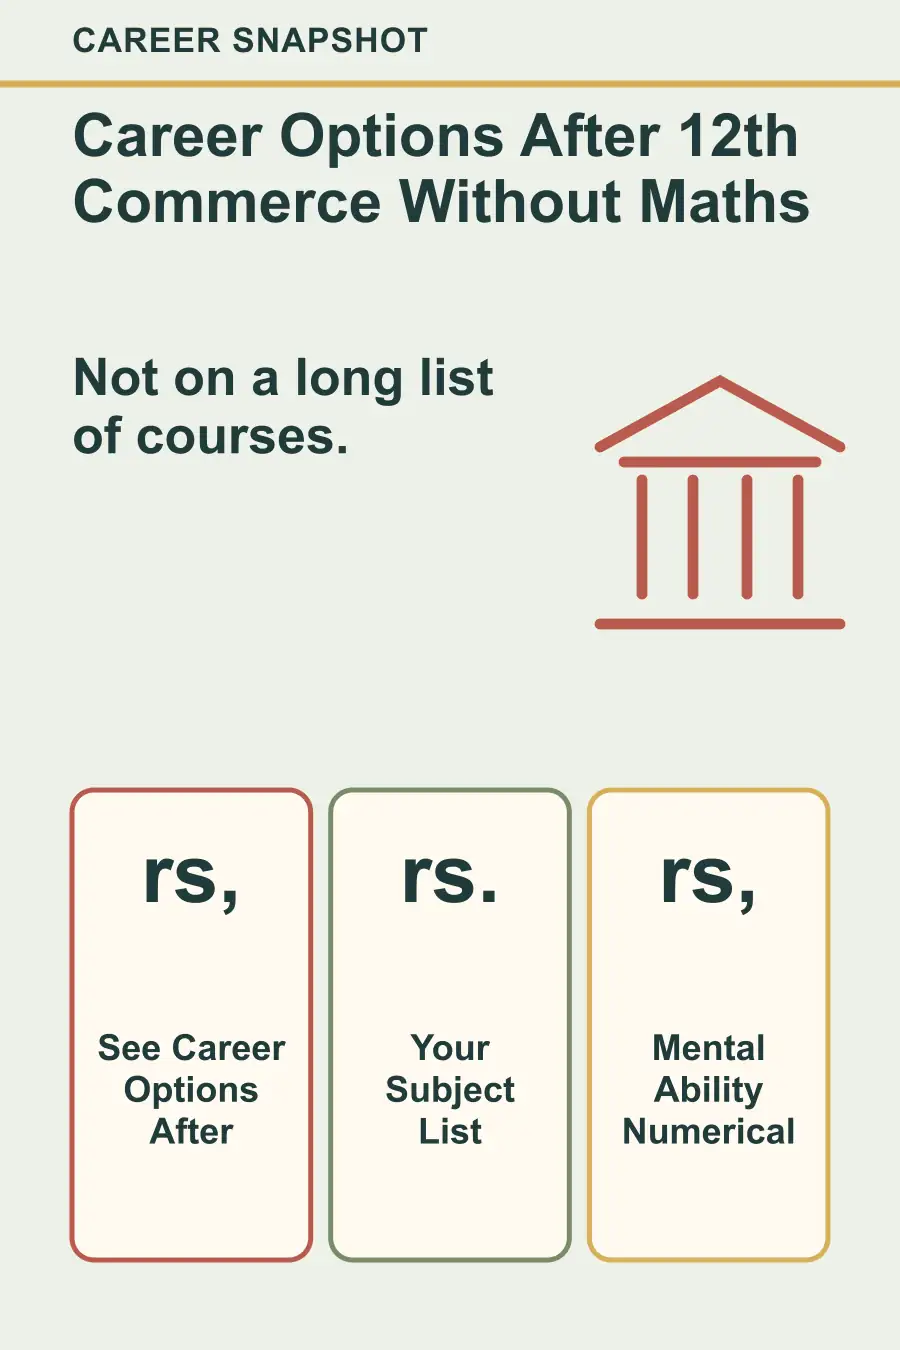 CAREER SNAPSHOT
Career Options After 12th
Commerce Without Maths
Not on a long list
of courses.
rs,
See Career
Options
After
rs.
Your
Subject
List
rs,
Mental
Ability
Numerical